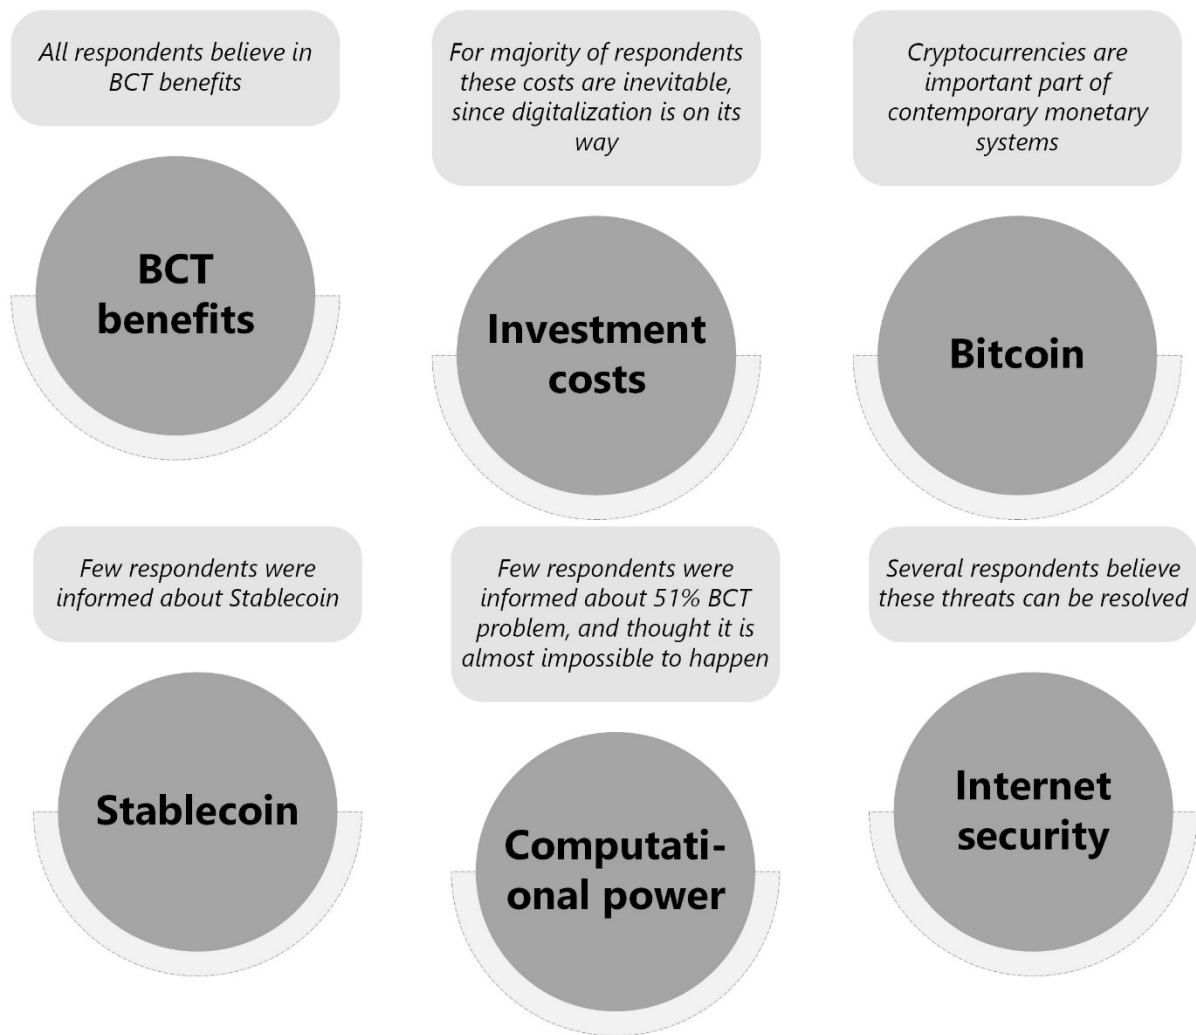 All respondents believe in
BCT benefits
BCT
benefits
For majority of respondents
these costs are inevitable,
since digitalization is on its
way
Investment
costs
Cryptocurrencies are
important part of
contemporary monetary
systems
Bitcoin
Few respondents were
informed about Stablecoin
Stablecoin
Few respondents were
informed about 51% BCT
problem, and thought it is
almost impossible to happen
Computati-
onal power
Several respondents believe
these threats can be resolved
Internet
security